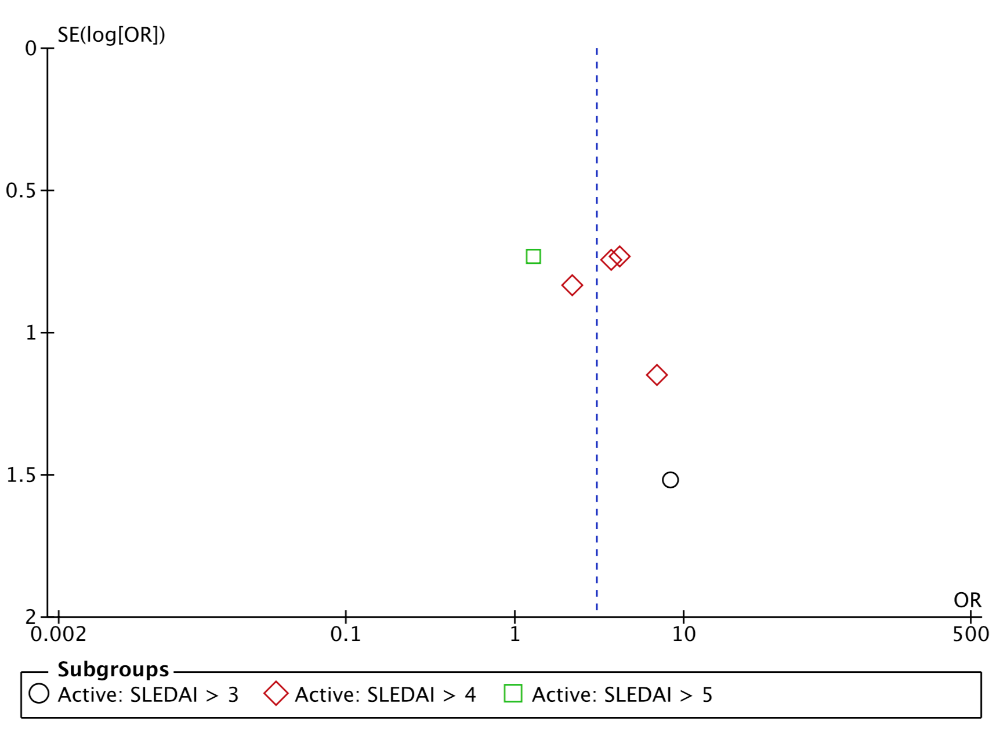 SE(log[OR])
0
0.5
1
1.5
2
OR
0.002
0.1
1
10
500
Subgroups
Active: SLEDAI > 3
Active: SLEDAI > 4
Active: SLEDAI > 5